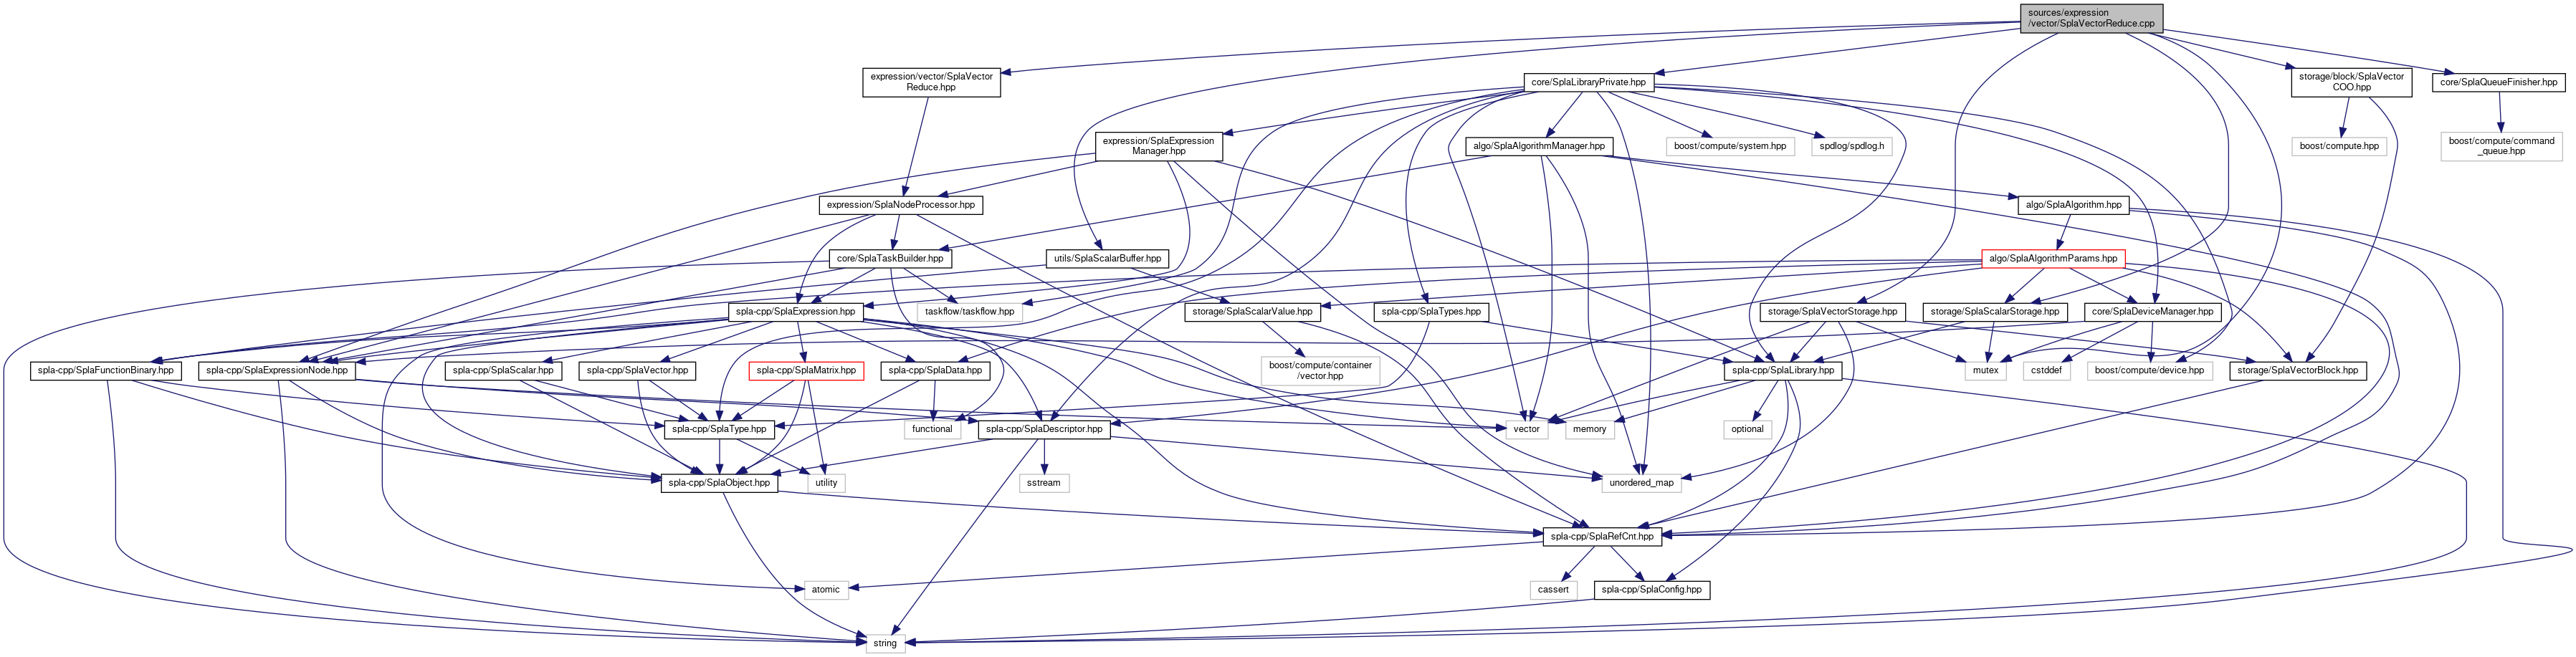 sources/expression
/vector/SplaVectorReduce.cpp
expression/vector/SplaVector
Reduce.hpp
core/SplaLibraryPrivate.hpp
storage/block/SplaVector
COO.hpp
core/SplaQueueFinisher.hpp
expression/SplaExpression
Manager.hpp
algo/SplaAlgorithmManager.hpp
boost/compute/system.hpp
spdlog/spdlog.h
boost/compute.hpp
boost/compute/command
_queue.hpp
expression/SplaNodeProcessor.hpp
algo/SplaAlgorithm.hpp
core/SplaTaskBuilder.hpp
utils/SplaScalarBuffer.hpp
algo/SplaAlgorithmParams.hpp
spla-cpp/SplaExpression.hpp
taskflow/taskflow.hpp
storage/SplaScalarValue.hpp
spla-cpp/SplaTypes.hpp
storage/SplaVectorStorage.hpp
storage/SplaScalarStorage.hpp
core/SplaDeviceManager.hpp
spla-cpp/SplaFunctionBinary.hpp
spla-cpp/SplaExpressionNode.hpp
spla-cpp/SplaScalar.hpp
spla-cpp/SplaVector.hpp
spla-cpp/SplaMatrix.hpp
spla-cpp/SplaData.hpp
boost/compute/container
/vector.hpp
spla-cpp/SplaLibrary.hpp
mutex
cstddef
boost/compute/device.hpp
storage/SplaVectorBlock.hpp
spla-cpp/SplaType.hpp
functional
spla-cpp/SplaDescriptor.hpp
vector
memory
optional
spla-cpp/SplaObject.hpp
utility
sstream
unordered_map
spla-cpp/SplaRefCnt.hpp
atomic
cassert
spla-cpp/SplaConfig.hpp
string